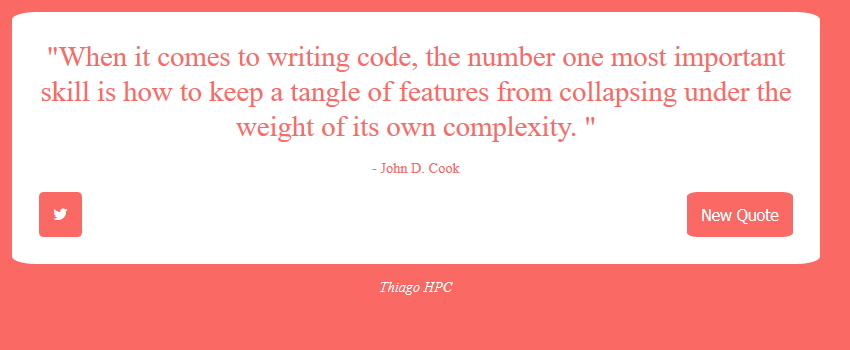 "When it comes to writing code, the number one most important
skill is how to keep a tangle of features from collapsing under the
weight of its own complexity. "
- John D. Cook
New Quote
Thiago HPC